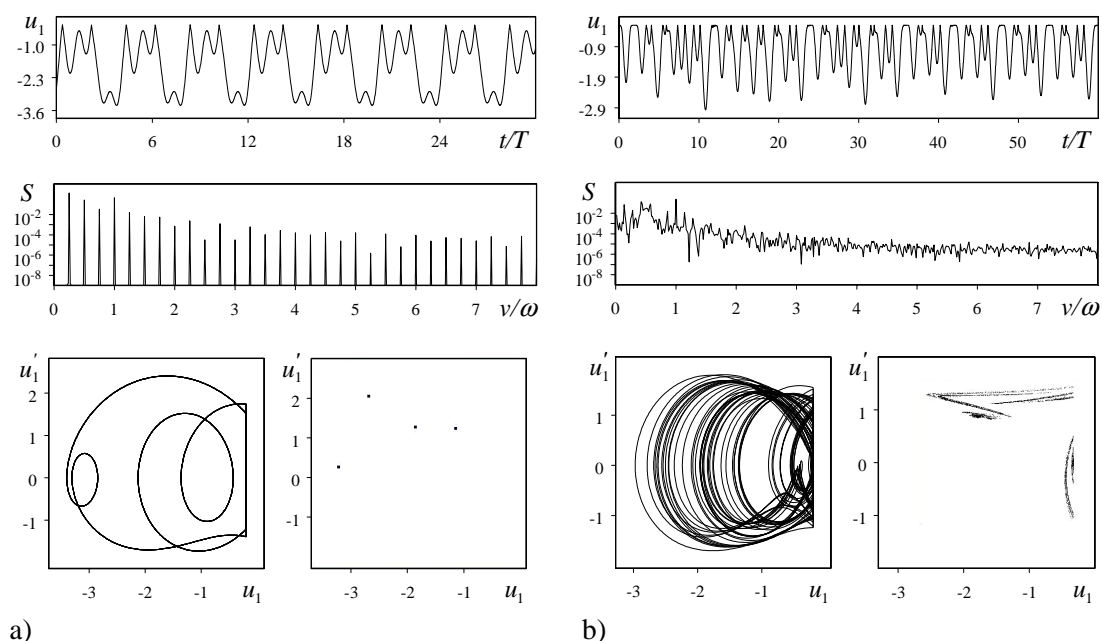 u₁
-1.0
-2.3
-3.6
0 6 12 18 24 t/T
S
10⁻²
10⁻⁴
10⁻⁶
10⁻⁸
0 1 2 3 4 5 6 7 ν/ω
u₁′
2
1
0
-1
-3 -2 -1 u₁
u₁′
2
1
0
-1
-3 -2 -1 u₁
a)
u₁
-0.9
-1.9
-2.9
0 10 20 30 40 50 t/T
S
10⁻²
10⁻⁴
10⁻⁶
10⁻⁸
0 1 2 3 4 5 6 7 ν/ω
u₁′
1
0
-1
-3 -2 -1 u₁
u₁′
1
0
-1
-3 -2 -1 u₁
b)